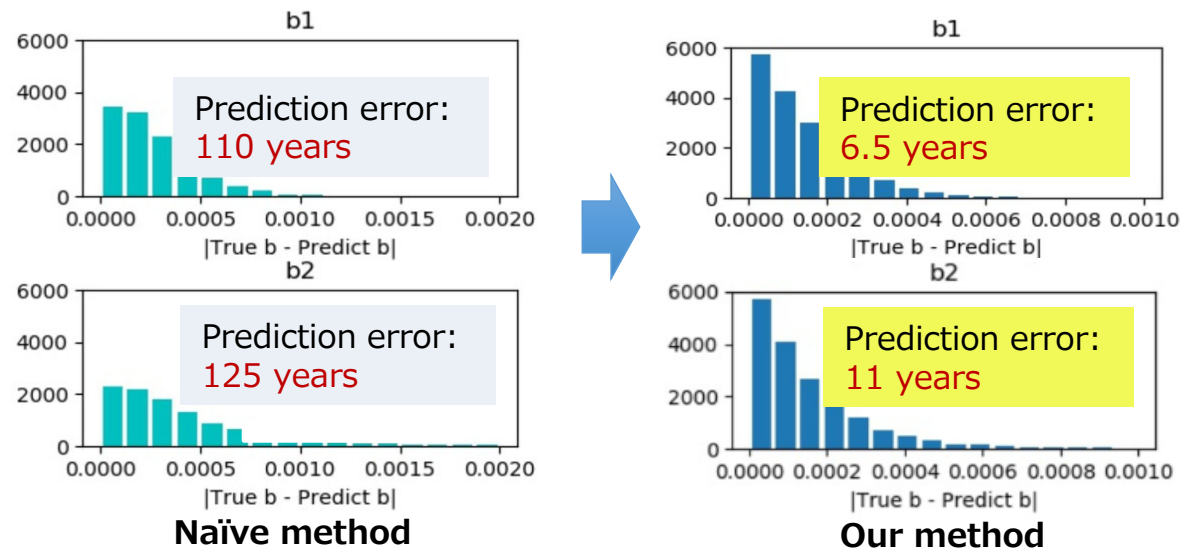 b1
6000
4000
2000
0
Prediction error:
110 years
0.0000 0.0005 0.0010 0.0015 0.0020
|True b - Predict b|
b2
6000
4000
2000
0
Prediction error:
125 years
0.0000 0.0005 0.0010 0.0015 0.0020
|True b - Predict b|
Naïve method
b1
6000
4000
2000
0
Prediction error:
6.5 years
0.0000 0.0002 0.0004 0.0006 0.0008 0.0010
|True b - Predict b|
b2
6000
4000
2000
0
Prediction error:
11 years
0.0000 0.0002 0.0004 0.0006 0.0008 0.0010
|True b - Predict b|
Our method